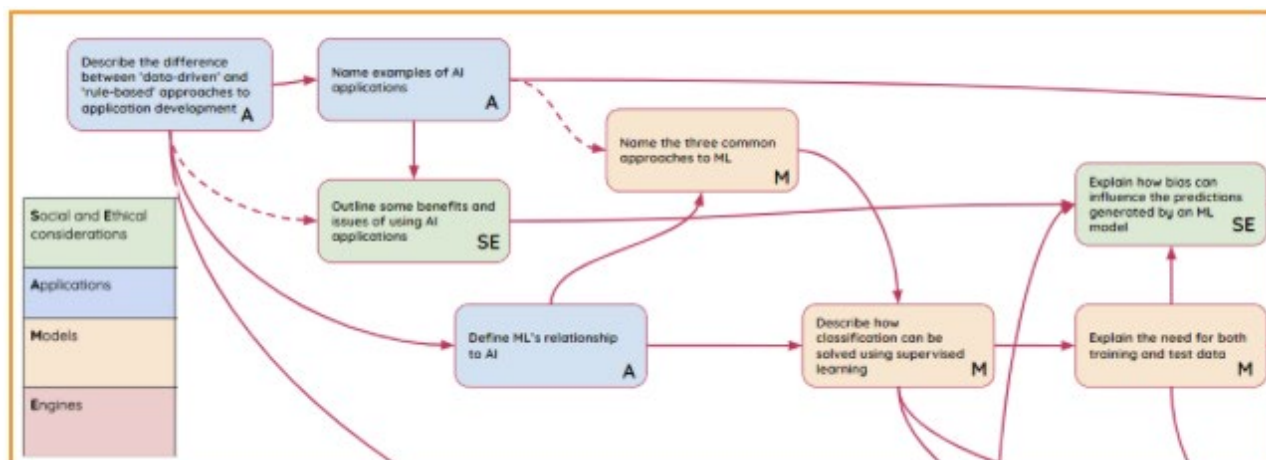 Describe the difference
between 'data-driven' and
'rule-based' approaches to
application development
A
Name examples of AI
applications
A
Name the three common
approaches to ML
M
Outline some benefits and
issues of using AI
applications
SE
Explain how bias can
influence the predictions
generated by an ML
model
SE
Social and Ethical
considerations
Applications
Models
Engines
Define ML's relationship
to AI
A
Describe how
classification can be
solved using supervised
learning
M
Explain the need for both
training and test data
M